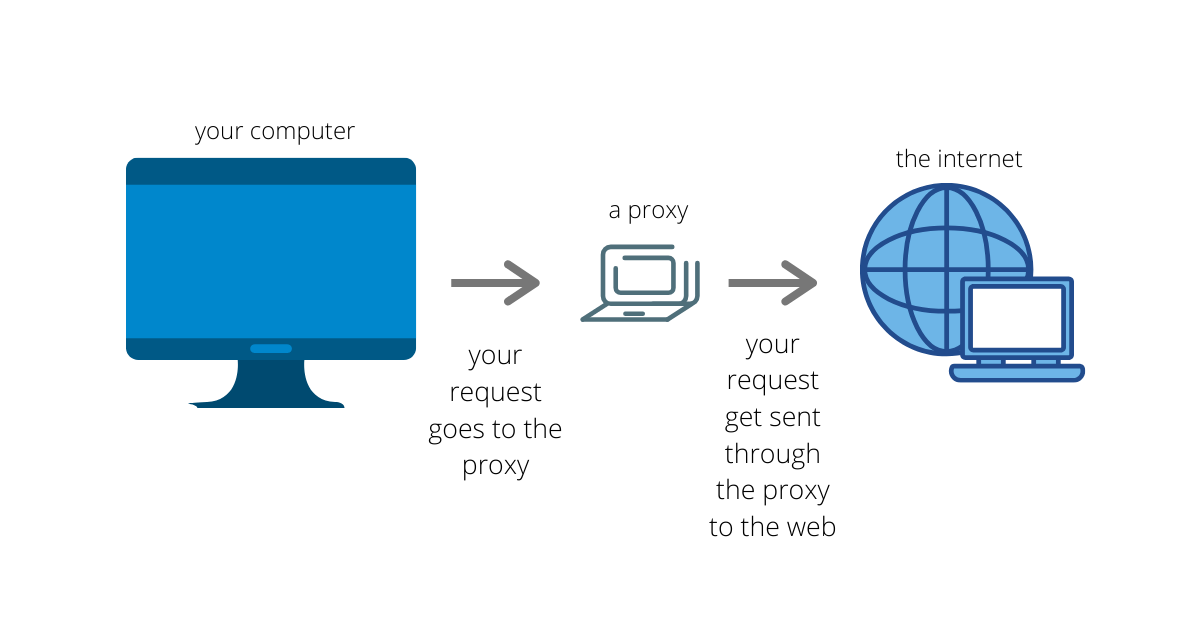 your computer
the internet
a proxy
your
request
goes to the
proxy
your
request
get sent
through
the proxy
to the web